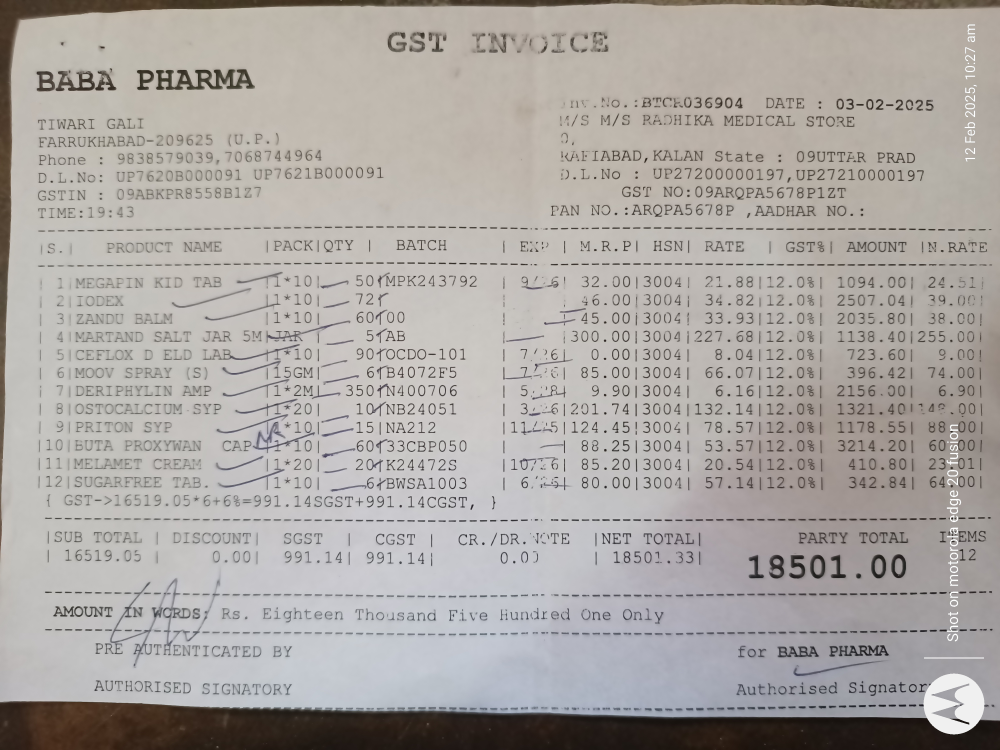 GST INVOICE
BABA PHARMA
TIWARI GALI
FARRUKHABAD-209625 (U.P.)
Phone : 9838579039,7068744964
D.L.No: UP7620B000091 UP7621B000091
GSTIN : 09ABKPR8558B1Z7
TIME:19:43
Inv.No.:BTCR036904 DATE : 03-02-2025
M/S M/S RADHIKA MEDICAL STORE
0,
RAFIABAD,KALAN State : 09UTTAR PRAD
D.L.No : UP27200000197,UP27210000197
GST NO:09ARQPA5678P1ZT
PAN NO.:ARQPA5678P ,AADHAR NO.:
|S.| PRODUCT NAME |PACK|QTY | BATCH | EXP | M.R.P| HSN| RATE | GST%| AMOUNT |N.RATE
| 1|MEGAPIN KID TAB |1*10| 50|MPK243792 | 9/26| 32.00|3004| 21.88|12.0%| 1094.00| 24.51|
| 2|IODEX |1*10| 72| | 46.00|3004| 34.82|12.0%| 2507.04| 39.00|
| 3|ZANDU BALM |1*10| 60|00 | 45.00|3004| 33.93|12.0%| 2035.80| 38.00|
| 4|MARTAND SALT JAR 5M|JAR | 5|AB | 300.00|3004|227.68|12.0%| 1138.40|255.00|
| 5|CEFLOX D ELD LAB |1*10| 90|OCDO-101 | 7/26| 0.00|3004| 8.04|12.0%| 723.60| 9.00|
| 6|MOOV SPRAY (S) |15GM| 6|B4072F5 | 85.00|3004| 66.07|12.0%| 396.42| 74.00|
| 7|DERIPHYLIN AMP |1*2M| 350|N400706 | 9.90|3004| 6.16|12.0%| 2156.00| 6.90|
| 8|OSTOCALCIUM SYP |1*20| 10|NB24051 | |201.74|3004|132.14|12.0%| 1321.40|148.00|
| 9|PRITON SYP |*10| 15|NA212 | |124.45|3004| 78.57|12.0%| 1178.55| 88.00|
|10|BUTA PROXYWAN CAP NR |1*10| 60|33CBP050 | 88.25|3004| 53.57|12.0%| 3214.20|
|11|MELAMET CREAM |1*20| 20|K24472S |10/26| 85.20|3004| 20.54|12.0%| 410.80| 23.01|
|12|SUGARFREE TAB. |1*10| 6|BWSA1003 | 80.00|3004| 57.14|12.0%| 342.84| 64.00|
{ GST->16519.05*6+6%=991.14SGST+991.14CGST, }
|SUB TOTAL | DISCOUNT| SGST | CGST | CR./DR.NOTE |NET TOTAL| PARTY TOTAL ITEMS
| 16519.05 | 0.00| 991.14| 991.14| 0.00 | 18501.33| 18501.00 12
AMOUNT IN WORDS: Rs. Eighteen Thousand Five Hundred One Only
PRE AUTHENTICATED BY
for BABA PHARMA
AUTHORISED SIGNATORY
Authorised Signator
12 Feb 2025, 10:27 am
Shot on motorola edge 20 fusion